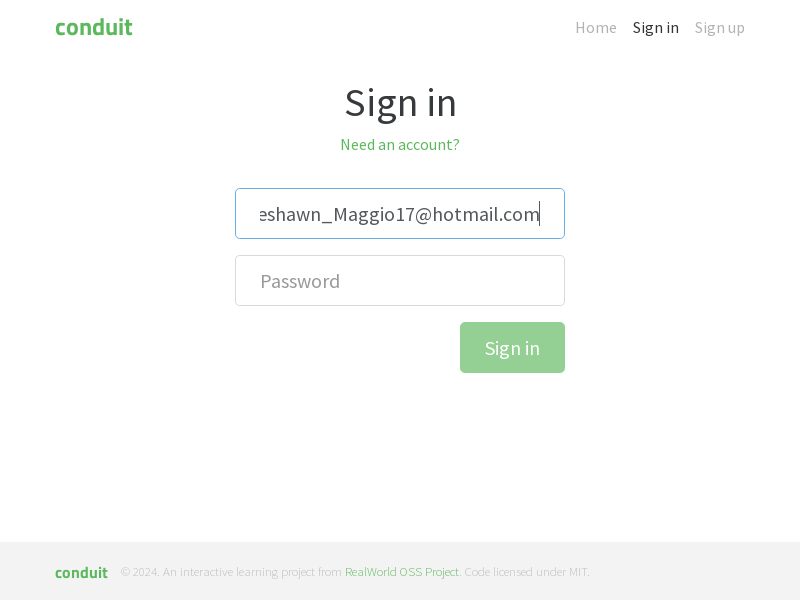 conduit
Home Sign in Sign up
Sign in
Need an account?
eshawn_Maggio17@hotmail.com
Password
Sign in
conduit © 2024. An interactive learning project from RealWorld OSS Project. Code licensed under MIT.